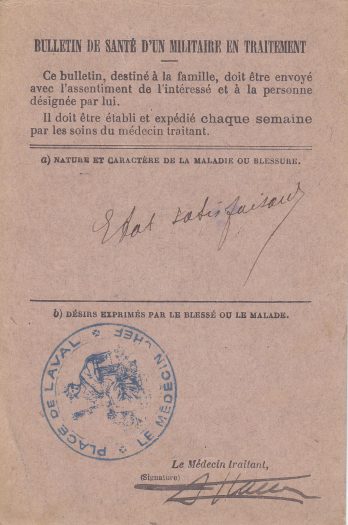 BULLETIN DE SANTÉ D'UN MILITAIRE EN TRAITEMENT
Ce bulletin, destiné à la famille, doit être envoyé
avec l'assentiment de l'intéressé et à la personne
désignée par lui.
Il doit être établi et expédié chaque semaine
par les soins du médecin traitant.
a) NATURE ET CARACTÈRE DE LA MALADIE OU BLESSURE.
Etat satisfaisant
b) DÉSIRS EXPRIMÉS PAR LE BLESSÉ OU LE MALADE.
PLACE DE LAVAL
LE MÉDECIN CHEF
Le Médecin traitant,
(Signature)